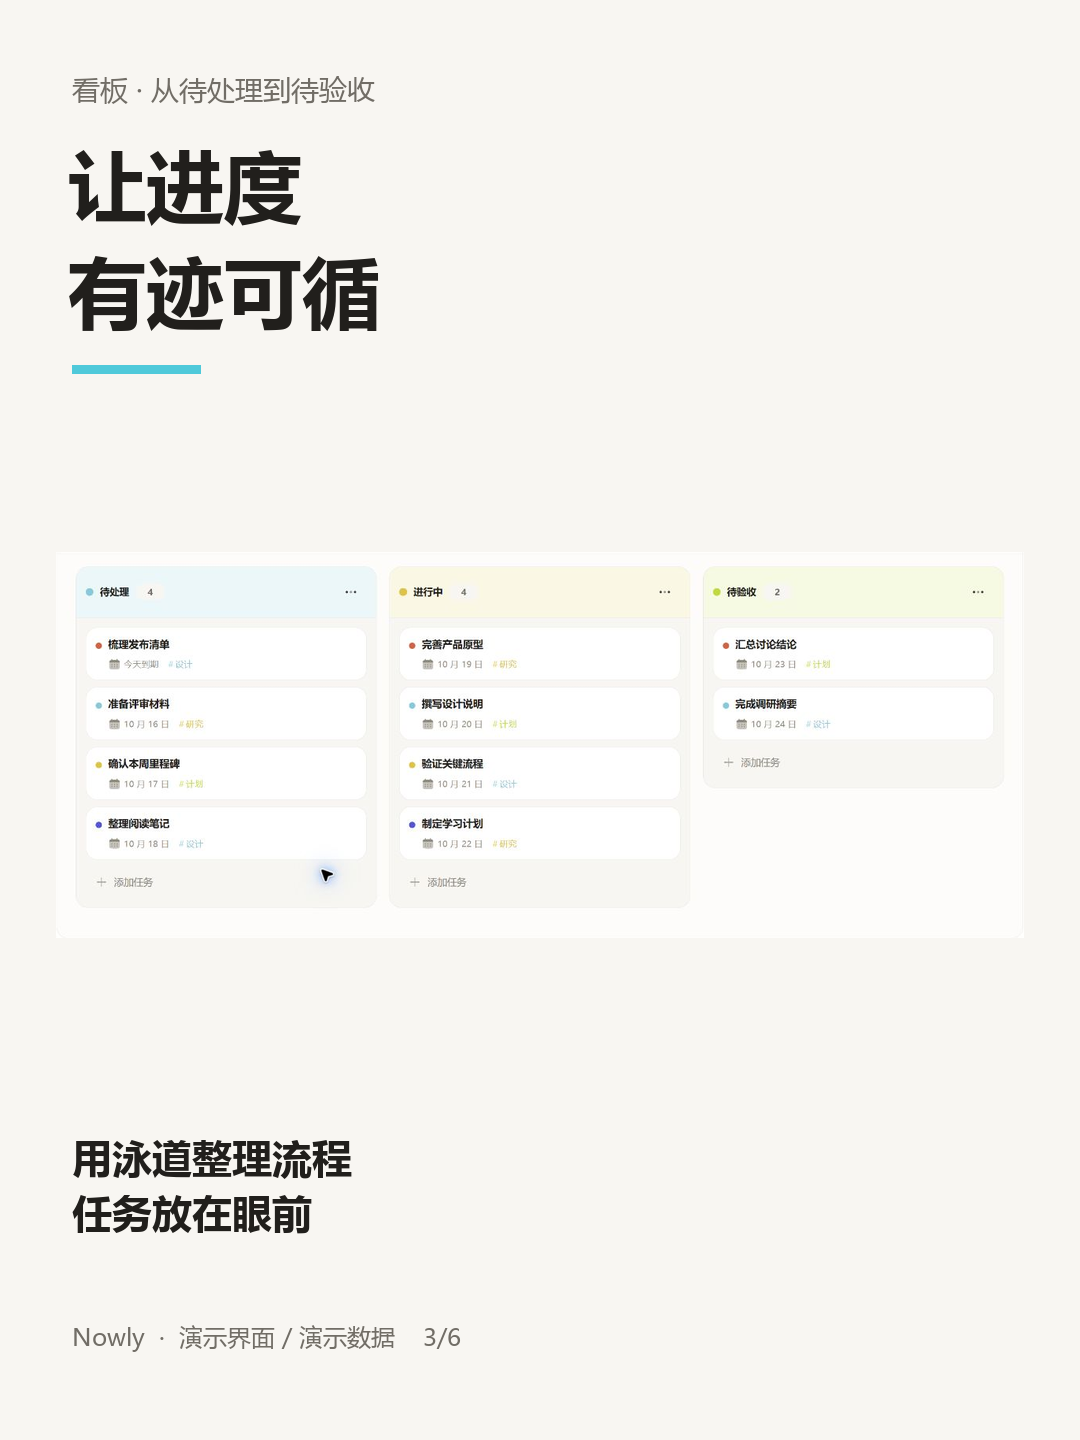 看板 · 从待处理到待验收
让进度
有迹可循
待处理 4 ···
梳理发布清单
今天到期 #设计
准备评审材料
10 月 16 日 #研究
确认本周里程碑
10 月 17 日 #计划
整理阅读笔记
10 月 18 日 #设计
+ 添加任务
进行中 4 ···
完善产品原型
10 月 19 日 #研究
撰写设计说明
10 月 20 日 #计划
验证关键流程
10 月 21 日 #设计
制定学习计划
10 月 22 日 #研究
+ 添加任务
待验收 2 ···
汇总讨论结论
10 月 23 日 #计划
完成调研摘要
10 月 24 日 #设计
+ 添加任务
用泳道整理流程
任务放在眼前
Nowly · 演示界面 / 演示数据 3/6